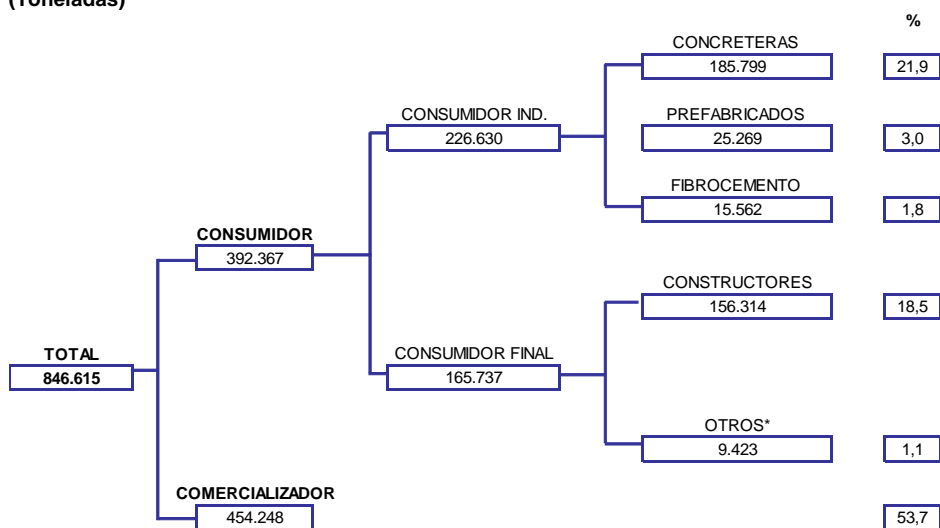 (Toneladas)
%
CONCRETERAS
185.799 21,9
CONSUMIDOR IND. PREFABRICADOS
226.630 25.269 3,0
FIBROCEMENTO
15.562 1,8
CONSUMIDOR
392.367
CONSTRUCTORES
156.314 18,5
TOTAL CONSUMIDOR FINAL
846.615 165.737
OTROS*
9.423 1,1
COMERCIALIZADOR
454.248 53,7